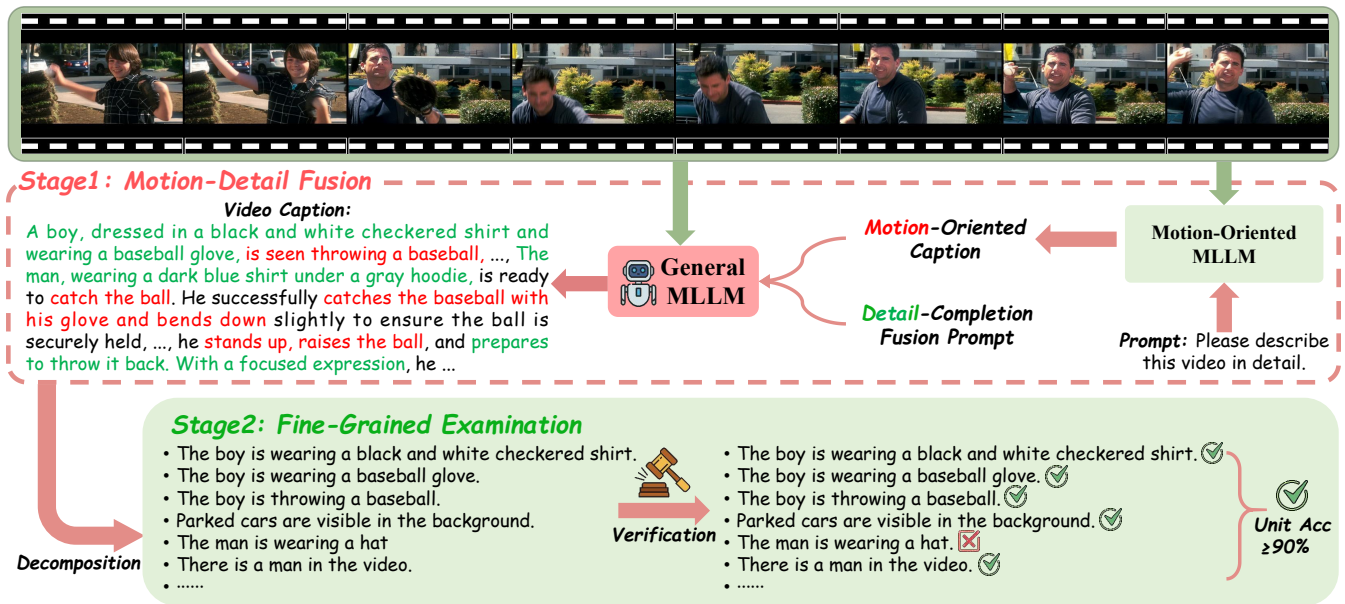 Stage1: Motion-Detail Fusion
Video Caption:
A boy, dressed in a black and white checkered shirt and
wearing a baseball glove, is seen throwing a baseball, ..., The
man, wearing a dark blue shirt under a gray hoodie, is ready
to catch the ball. He successfully catches the baseball with
his glove and bends down slightly to ensure the ball is
securely held, ..., he stands up, raises the ball, and prepares
to throw it back. With a focused expression, he ...
General
MLLM
Motion-Oriented
Caption
Detail-Completion
Fusion Prompt
Motion-Oriented
MLLM
Prompt: Please describe
this video in detail.
Decomposition
Stage2: Fine-Grained Examination
• The boy is wearing a black and white checkered shirt.
• The boy is wearing a baseball glove.
• The boy is throwing a baseball.
• Parked cars are visible in the background.
• The man is wearing a hat
• There is a man in the video.
• ......
Verification
• The boy is wearing a black and white checkered shirt.
• The boy is wearing a baseball glove.
• The boy is throwing a baseball.
• Parked cars are visible in the background.
• The man is wearing a hat.
• There is a man in the video.
• ......
Unit Acc
≥90%